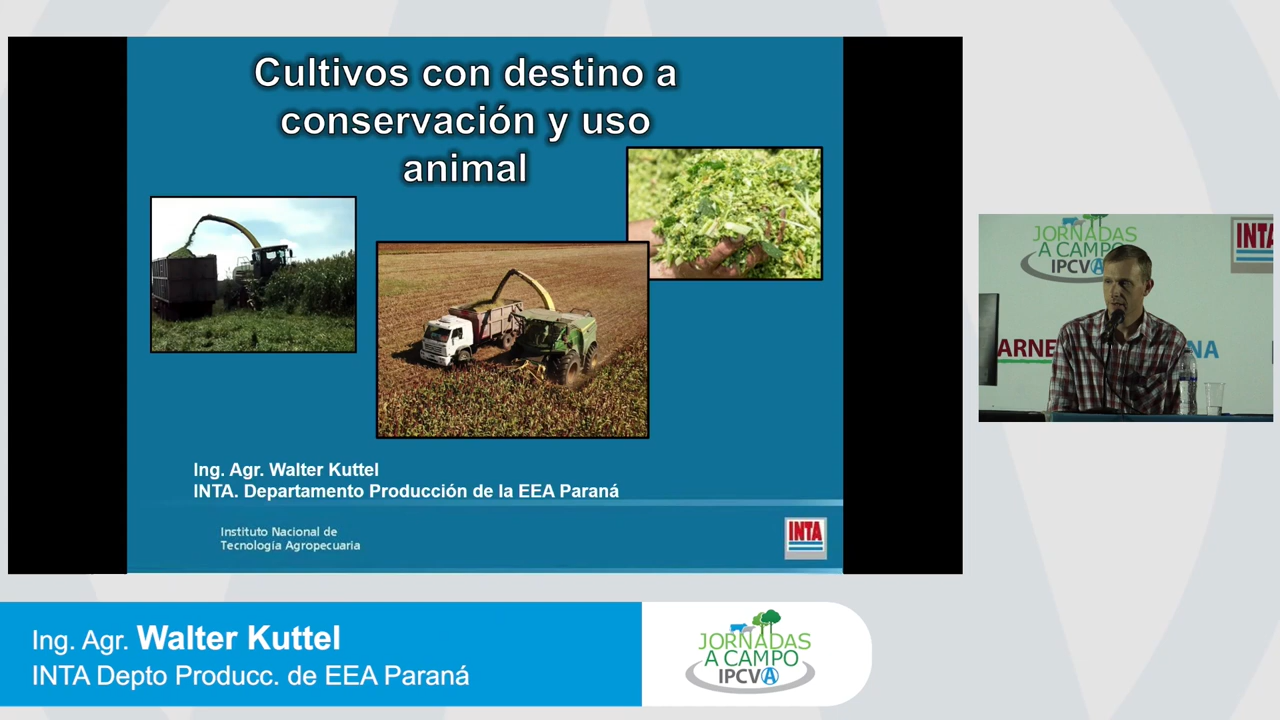 Cultivos con destino a
conservación y uso
animal
Ing. Agr. Walter Kuttel
INTA. Departamento Producción de la EEA Paraná
Instituto Nacional de
Tecnología Agropecuaria
INTA
JORNADAS
A CAMPO
IPCVA
INTA
Ing. Agr. Walter Kuttel
INTA Depto Producc. de EEA Paraná
JORNADAS
A CAMPO
IPCVA